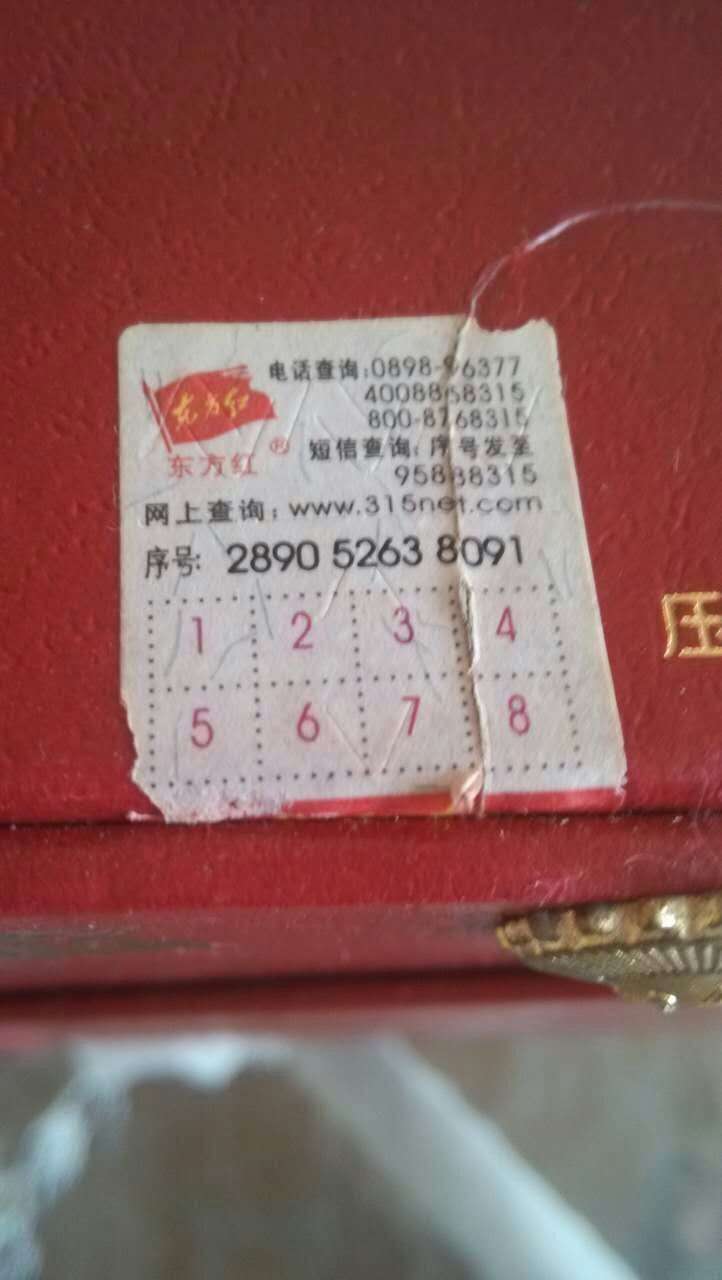 东方红
东方红®
电话查询:0898-96377
4008868315
800-8768315
短信查询:序号发至
95888315
网上查询:www.315net.com
序号: 2890 5263 8091
1 2 3 4
5 6 7 8
压